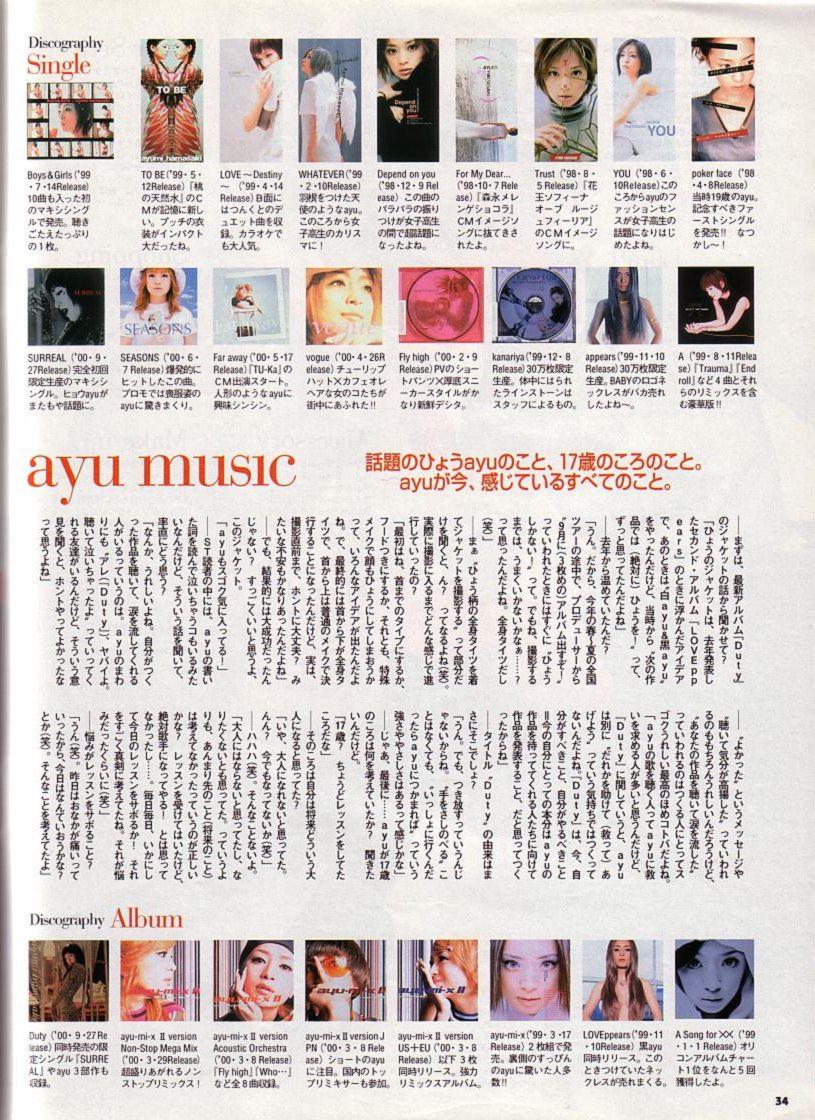 Discography
Single
Boys＆Girls（'99
・7・14Release）
10曲も入った初
のマキシシング
ルで発売。聴き
ごたえたっぷり
の1枚。
TO BE（'99・5・
12Release）『桃
の天然水』のC
Mが記憶に新し
い。プッチの衣
装がインパクト
大だったね。
LOVE 〜Destiny
〜（'99・4・14
Release）B面に
はつんくとのデ
ュエット曲を収
録。カラオケで
も大人気。
WHATEVER（'99
・2・10Release）
羽根をつけた天
使のようなayu。
このころから女
子高生のカリス
マに！
Depend on you
（'98・12・9 Rel
ease）この曲の
パラパラの振り
つけが女子高生
の間で超話題に
なったよね。
For My Dear…
（'98・10・7 Rele
ase）『森永メレ
ンゲショコラ』
CMイメージソ
ングに抜てきさ
れたよ。
Trust（'98・8・
5 Release）『花
王ソフィーナ
オーブ ルージ
ュフィーリア』
のCMイメージ
ソングに。
YOU（'98・6・
10Release）この
ころからayuのフ
ァッションセン
スが女子高生の
話題になりはじ
めたよね。
poker face（'98
・4・8Release）
当時19歳のayu。
記念すべきファ
ーストシングル
を発売!! なつ
かし〜！
SURREAL（'00・9・
27Release）完全初回
限定生産のマキシシ
ングル。ヒョウayuが
またもや話題に。
SEASONS（'00・6・
7 Release）爆発的に
ヒットしたこの曲。
プロモでは喪服姿の
ayuに驚きまくり。
Far away（'00・5・17
Release）『TU-Ka』の
CM出演スタート。
人形のようなayuに
興味シンシン。
vogue（'00・4・26R
elease）チューリップ
ハット×カフェオレ
ヘアな女のコたちが
街中にあふれた!!
Fly high（'00・2・9
Release）PVのショー
トパンツ×厚底スニ
ーカースタイルがか
なり新鮮デシタ。
kanariya（'99・12・8
Release）30万枚限定
生産。体中にはられ
たラインストーンは
スタッフによるもの。
appears（'99・11・10
Release）30万枚限定
生産。BABYのロゴネ
ックレスがバカ売れ
したよね〜。
A（'99・8・11Relea
se）『Trauma』『End
roll』など4曲とそれ
らのリミックスを含
む豪華版!!
ayu music
話題のひょうayuのこと、17歳のころのこと。
ayuが今、感じているすべてのこと。
――まずは、最新アルバム『Duty』
のジャケットの話から聞かせて？
「ひょうのジャケットは、去年発表し
たセカンド・アルバム『LOVEpp
ears』のときに浮かんだアイデア
で、あのときは“白ayu&黒ayu”
をやったんだけど、当時から“次の作
品では（絶対に）ひょうを！”って、
ずっと思ってたんだよね」
――去年から温めていたんだ？
「うん。だから、今年の春〜夏の全国
ツアーの途中で、プロデューサーから
“9月に（3枚めの）アルバム出すぞ！”
っていわれたときにはすぐに“ひょう
しかない！”って。でもね、撮影する
までは、うまくいかないかなぁ……？
って思ったんだよね。全身タイツだし
（笑）」
――まぁ“ひょう柄の全身タイツを着
てジャケットを撮影する”って部分だ
けを聞くと、ん？ ってなるよね（笑）。
実際に撮影に入るまでどんな感じで進
行していったの？
「最初はね、首までのタイプにするか、
フードつきにするか、それとも、特殊
メイクで顔もひょうにしてしまおうか
って、いろんなアイデアが出たんだよ
ね。で、最終的には首から下が全身タ
イツで、首から上は普通のメイクで決
行することになったんだけど、実は、
撮影直前まで、ホントに大丈夫？ み
たいな不安もかなりあったんだよね」
――でも、結果的には大成功だったん
じゃない？ すっごくいいと思うよ、
このジャケット。
「ayuもスゴク気に入ってる！」
――ST読者の中には、ayuの書い
た詞を読んで泣いちゃうコもいるみた
いなんだけど、そういう話を聞いて、
率直にどう思う？
「なんか、うれしいよね。自分がつく
った作品を聴いて、涙を流してくれる
人がいるっていうのは。ayuのまわ
りにも“アレ（『Duty』）、ヤバイよ。
聴いて泣いちゃったよ”っていってく
れる友達がいるんだけど、そういう意
見を聞くと、ホントやってよかったな
って思うよね」
――“よかった”というメッセージや
“聴いて気分が高揚した”っていわれ
るのももちろんうれしいんだろうけど、
“あなたの作品を聴いて涙を流した”
っていわれるのはつくる人にとってス
ゴクうれしい最高のほめコトバだよね。
「ayuの歌を聴く人ってayuに救
いを求める人が多いと思うんだけど、
『Duty』に関していうと、ayu
は別に“だれかを助けて（救って）あ
げよう”っていう気持ちではつくって
ないんだよね。『Duty』は、今、自
分がすべきこと、自分がやるべきこと
＝今の自分にとっての本分はayuの
作品を待っててくれる人たちに向けて
作品を発表すること、だと思ってつく
ったからね」
――タイトル“Duty”の由来はま
さにそこでしょ？
「うん。でも、つき放すっていうんじ
ゃないからね。“手をさしのべる”こ
とはなくても、“いっしょに行くんだ
ったらayuにつかまれば”っていう
強さややさしさはあるって感じかな」
――じゃあ、最後に……ayuが17歳
のころは何を考えていたか？ 聞きた
いんだけど。
「17歳？ ちょうどレッスンをしてた
ころだな」
――そのころは自分は将来どういう大
人になると思ってた？
「いや、大人になれないと思ってた。
ん？ 今でもなってないか（笑）」
――ハハハ（笑）。そんなことないよ。
「大人にはならないと思ってたし、な
りたくないとも思ってた。っていうよ
りも、あんまり先のこと（将来のこと）
は考えてなかったっていうのが正しい
かな？ レッスンを受けてはいたけど、
絶対歌手になってやる！ とは思って
なかったし……。毎日毎日、いかにし
て今日のレッスンをサボるか！ それ
をすごく真剣に考えてたね。それが悩
みだったくらいに（笑）」
――悩みがレッスンをサボること？
「うん（笑）。昨日はおなかが痛いって
いったから、今日はなんていおうかな？
とか（笑）。そんなことを考えてたよ」
Discography Album
Duty（'00・9・27Re
lease）同時発売の限
定シングル『SURRE
AL』やayu 3部作も
収録。
ayu-mi-x Ⅱ version
Non-Stop Mega Mix
（'00・3・29Release）
超盛りあがれるノン
ストップリミックス！
ayu-mi-x Ⅱ version
Acoustic Orchestra
（'00・3・8 Release）
『Fly high』『Who…』
など全8曲収録。
ayu-mi-x Ⅱ version J
PN（'00・3・8 Rele
ase）ショートのayu
に注目。国内のトッ
プリミキサーも参加。
ayu-mi-x Ⅱ version
US＋EU（'00・3・8
Release）以下3枚
同時リリース。強力
リミックスアルバム。
ayu-mi-x（'99・3・17
Release）2枚組で発
売。裏側のすっぴん
のayuに驚いた人多
数!!
LOVEppears（'99・11
・10Release）黒ayu
同時リリース。この
ときつけていたネッ
クレスが売れまくる。
A Song for ××（'99
・1・1 Release）オリ
コンアルバムチャー
ト1位をなんと5回
獲得したよ。
34